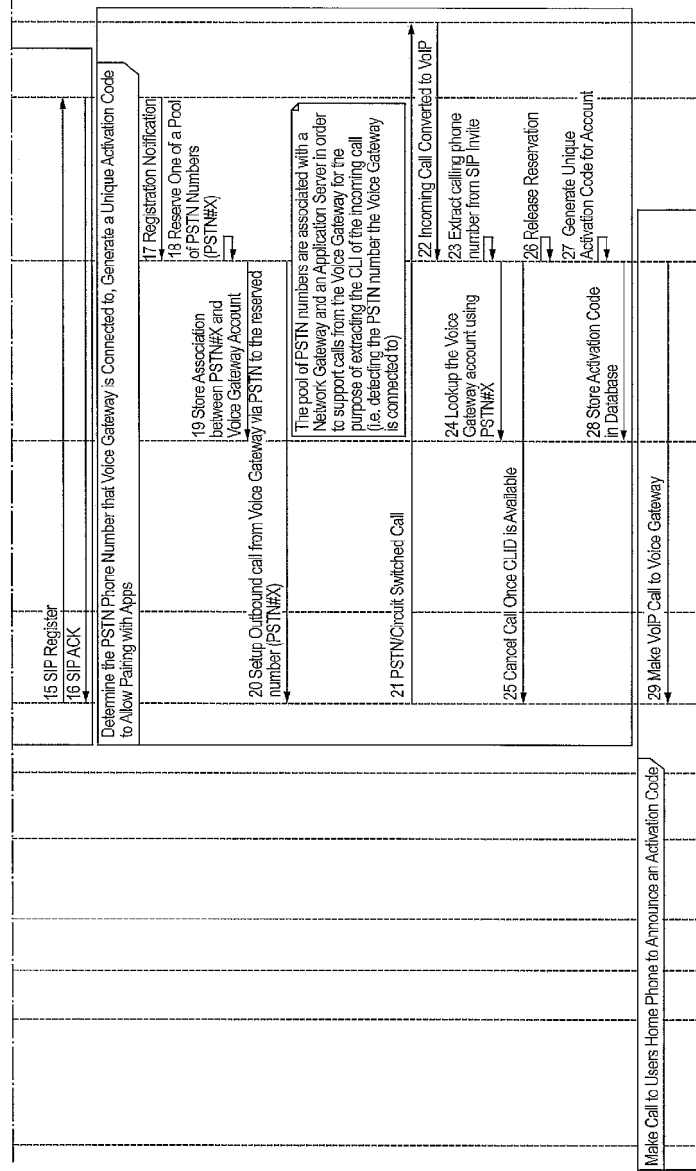 15 SIP Register
16 SIP ACK
Determine the PSTN Phone Number that Voice Gateway is Connected to, Generate a Unique Activation Code
to Allow Pairing with Apps
17 Registration Notification
18 Reserve One of a Pool
of PSTN Numbers
(PSTN#X)
19 Store Association
between PSTN#X and
Voice Gateway Account
20 Setup Outbound call from Voice Gateway via PSTN to the reserved
number (PSTN#X)
The pool of PSTN numbers are associated with a
Network Gateway and an Application Server in order
to support calls from the Voice Gateway for the
purpose of extracting the CLI of the incoming call
(i.e. detecting the PSTN number the Voice Gateway
is connected to)
21 PSTN/Circuit Switched Call
22 Incoming Call Converted to VoIP
23 Extract calling phone
number from SIP Invite
24 Lookup the Voice
Gateway account using
PSTN#X
25 Cancel Call Once CLID is Available
26 Release Reservation
27 Generate Unique
Activation Code for Account
28 Store Activation Code
in Database
Make Call to Users Home Phone to Announce an Activation Code
29 Make VoIP Call to Voice Gateway